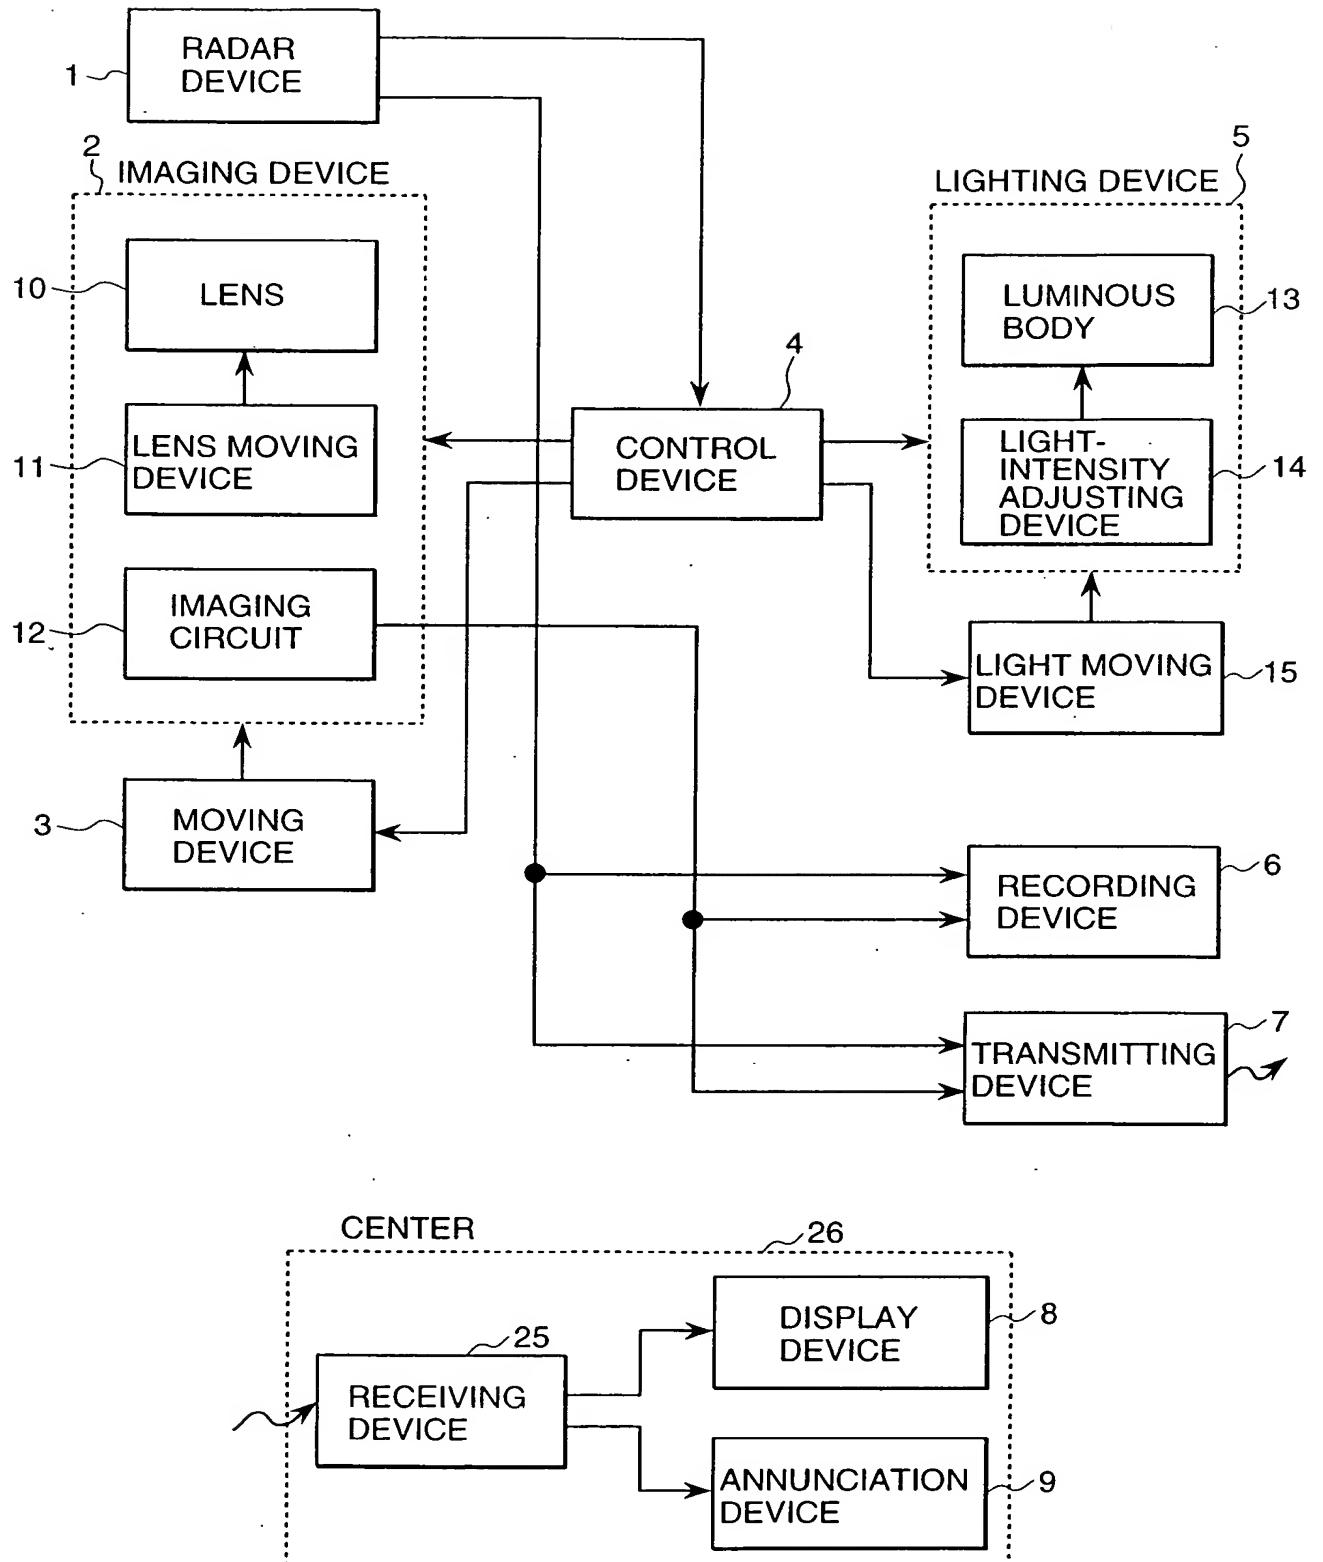 RADAR
DEVICE
1
2
IMAGING DEVICE
10
LENS
11
LENS MOVING
DEVICE
12
IMAGING
CIRCUIT
3
MOVING
DEVICE
4
CONTROL
DEVICE
5
LIGHTING DEVICE
LUMINOUS
BODY
13
LIGHT-
INTENSITY
ADJUSTING
DEVICE
14
LIGHT MOVING
DEVICE
15
RECORDING
DEVICE
6
TRANSMITTING
DEVICE
7
CENTER
26
25
RECEIVING
DEVICE
DISPLAY
DEVICE
8
ANNUNCIATION
DEVICE
9